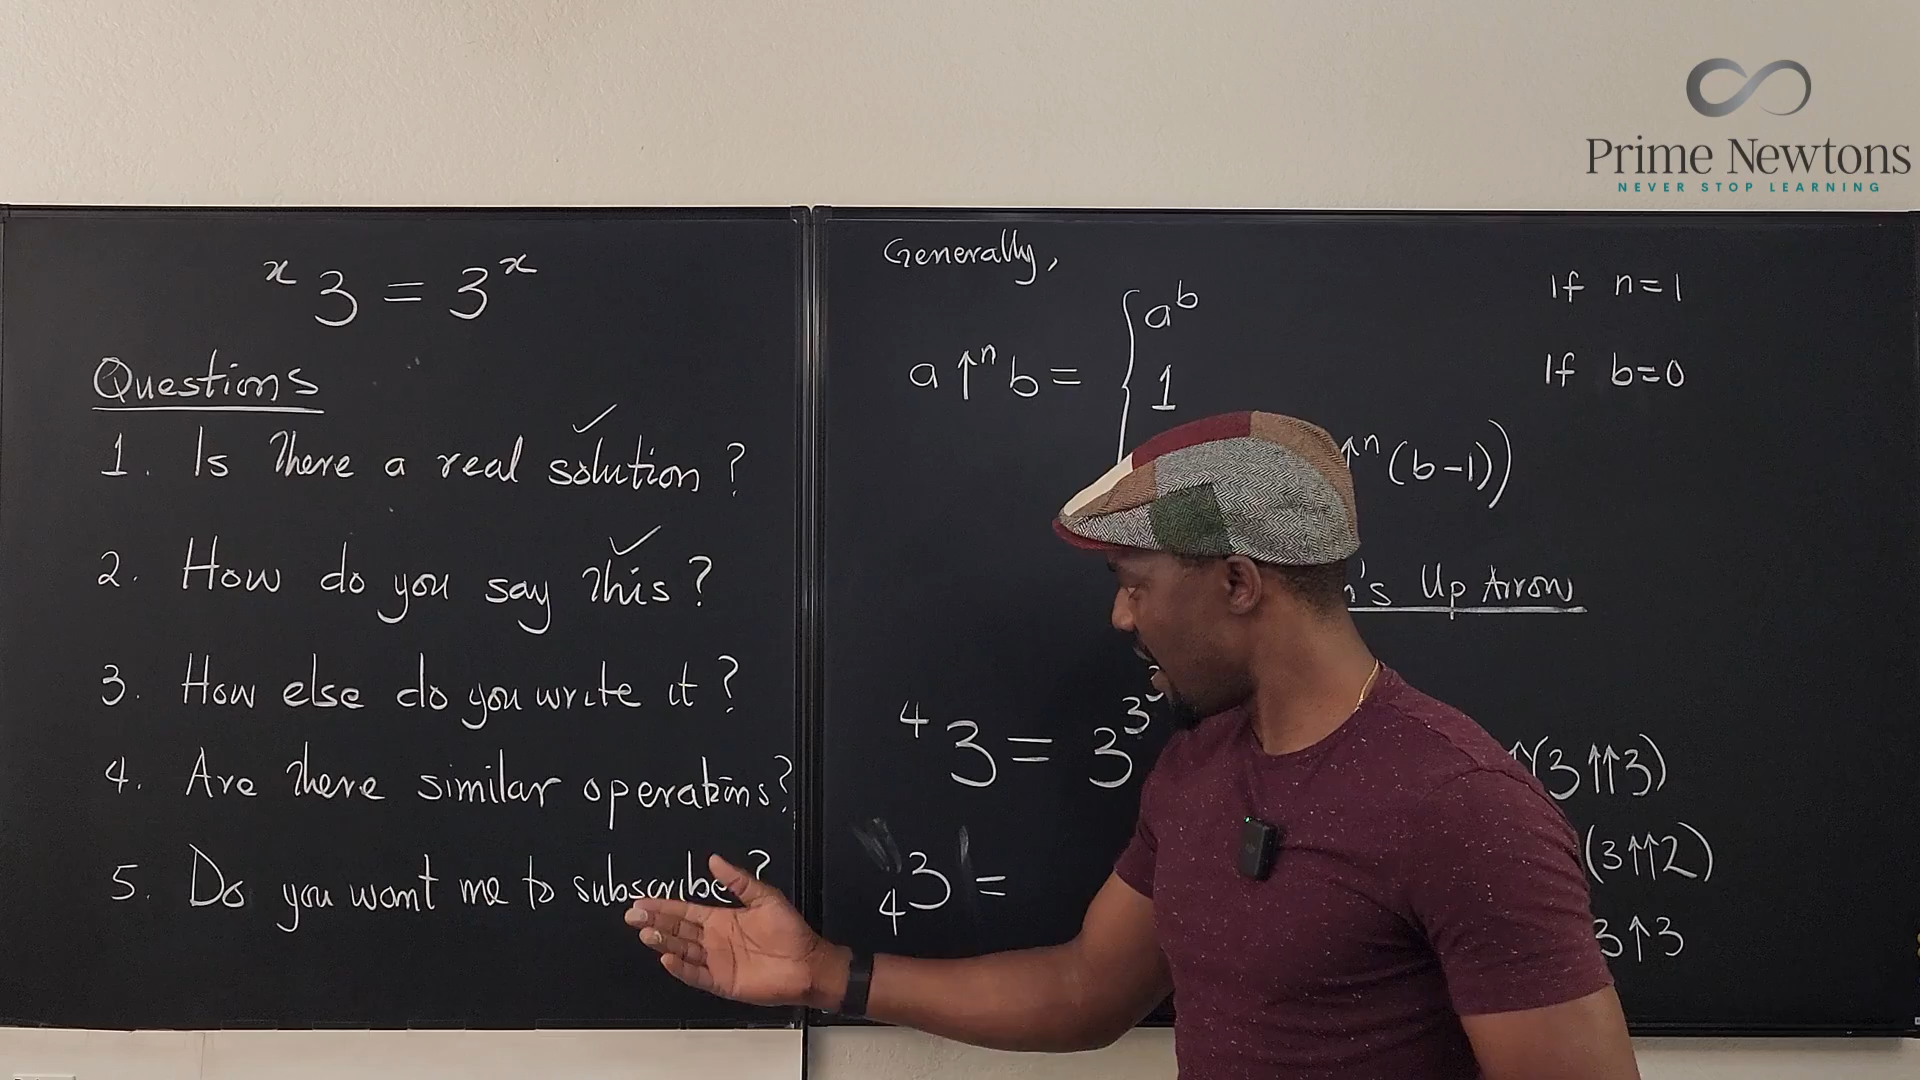 Prime Newtons
NEVER STOP LEARNING
ˣ3 = 3ˣ
Questions
1. Is there a real solution? ✓
2. How do you say this? ✓
3. How else do you write it?
4. Are there similar operations?
5. Do you want me to subscribe?
Generally,
a↑ⁿb = { aᵇ If n=1
1 If b=0
↑ⁿ(b-1))
's Up Arrow
⁴3 = 3^3
(3↑↑3)
₄3 =
(3↑↑2)
3↑3